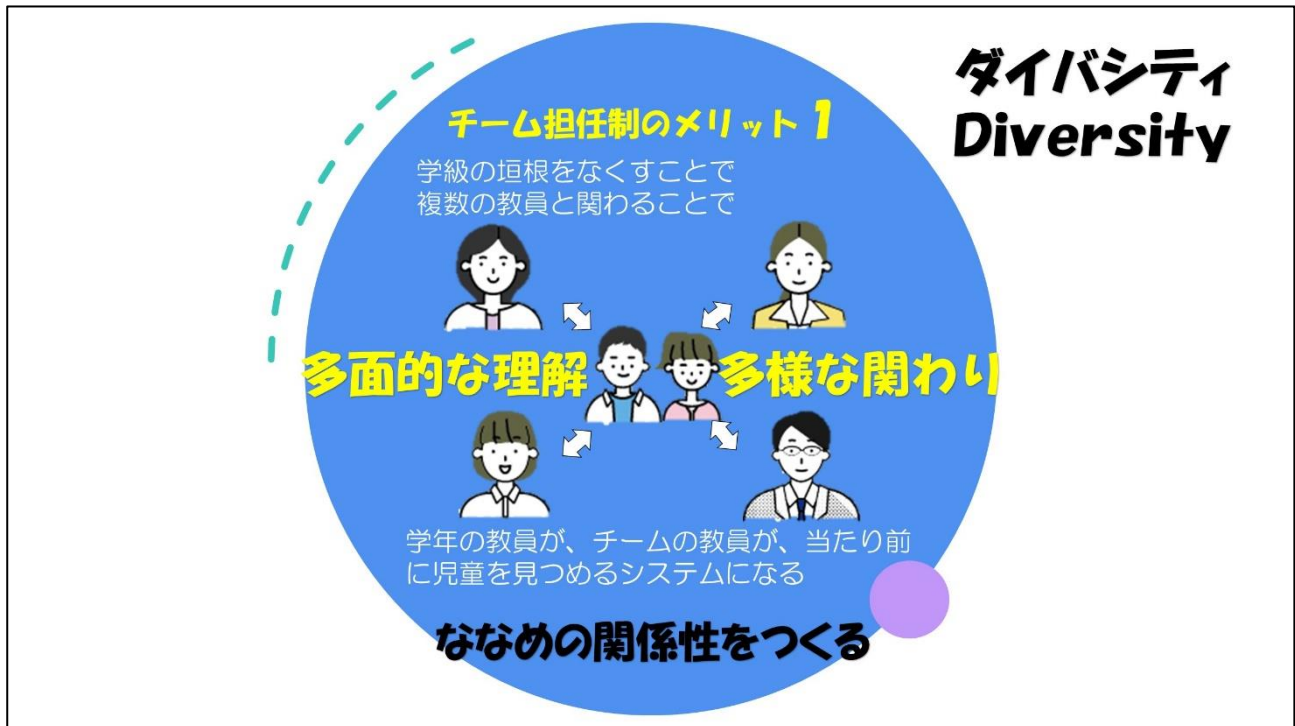 ダイバシティ
Diversity
チーム担任制のメリット 1
学級の垣根をなくすことで
複数の教員と関わることで
多面的な理解
多様な関わり
学年の教員が、チームの教員が、当たり前
に児童を見つめるシステムになる
ななめの関係性をつくる